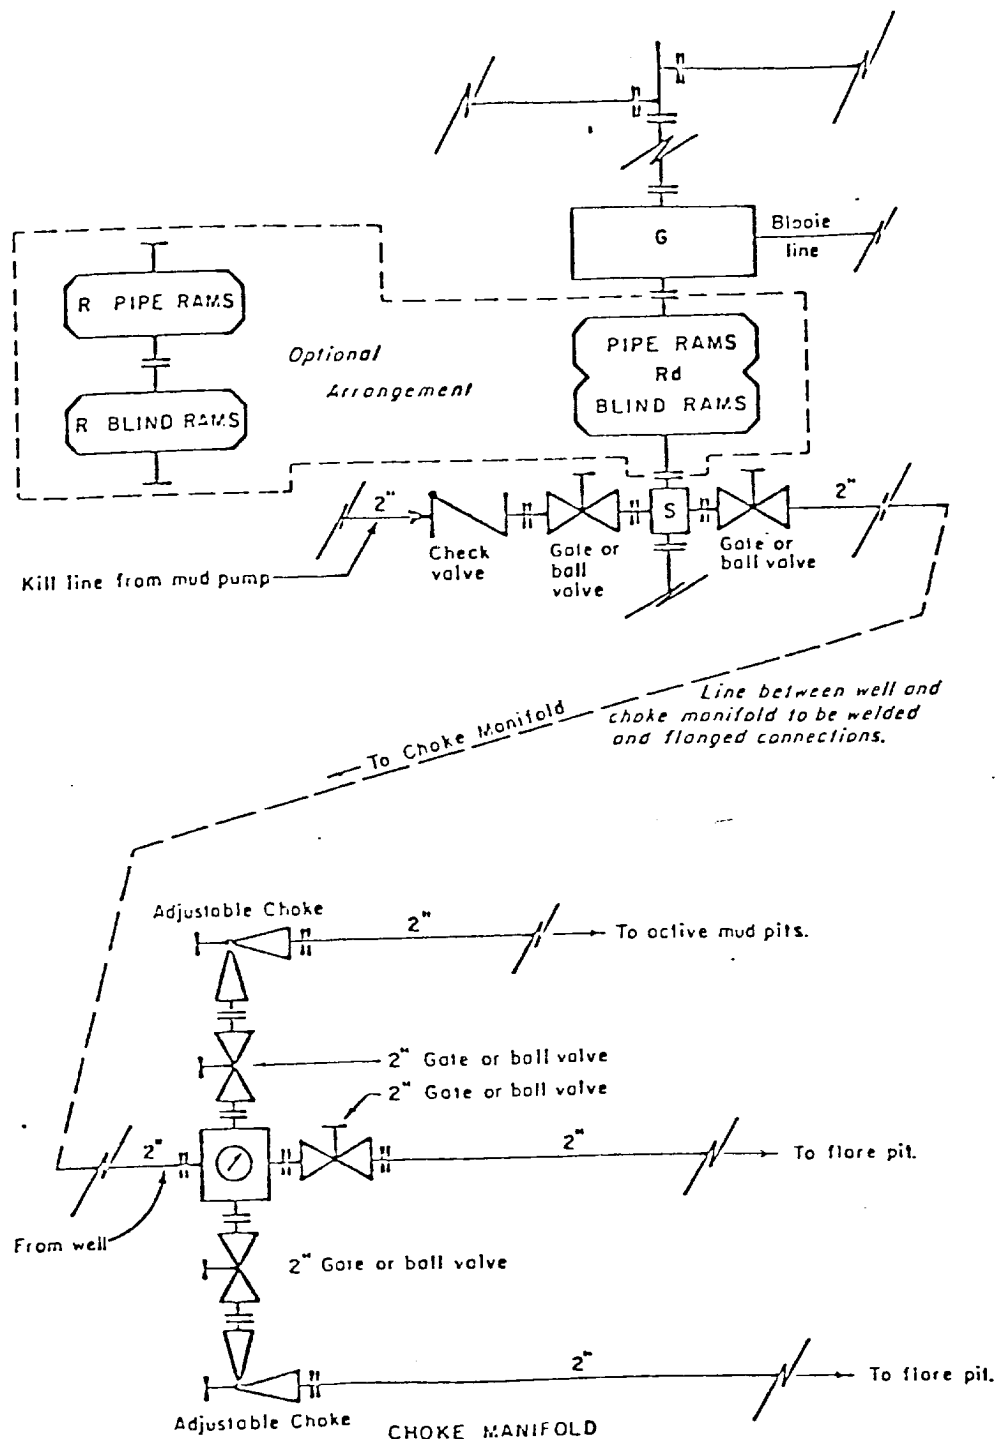 G
Blooie
line
R PIPE RAMS
R BLIND RAMS
Optional
Arrangement
PIPE RAMS
Rd
BLIND RAMS
2"
S
2"
Check
valve
Gate or
ball
valve
Gate or
ball valve
Kill line from mud pump
Line between well and
choke manifold to be welded
and flanged connections.
To Choke Manifold
Adjustable Choke
2"
To active mud pits.
2" Gate or ball valve
2" Gate or ball valve
2"
2"
To flare pit.
From well
2" Gate or ball valve
2"
To flare pit.
Adjustable Choke
CHOKE MANIFOLD